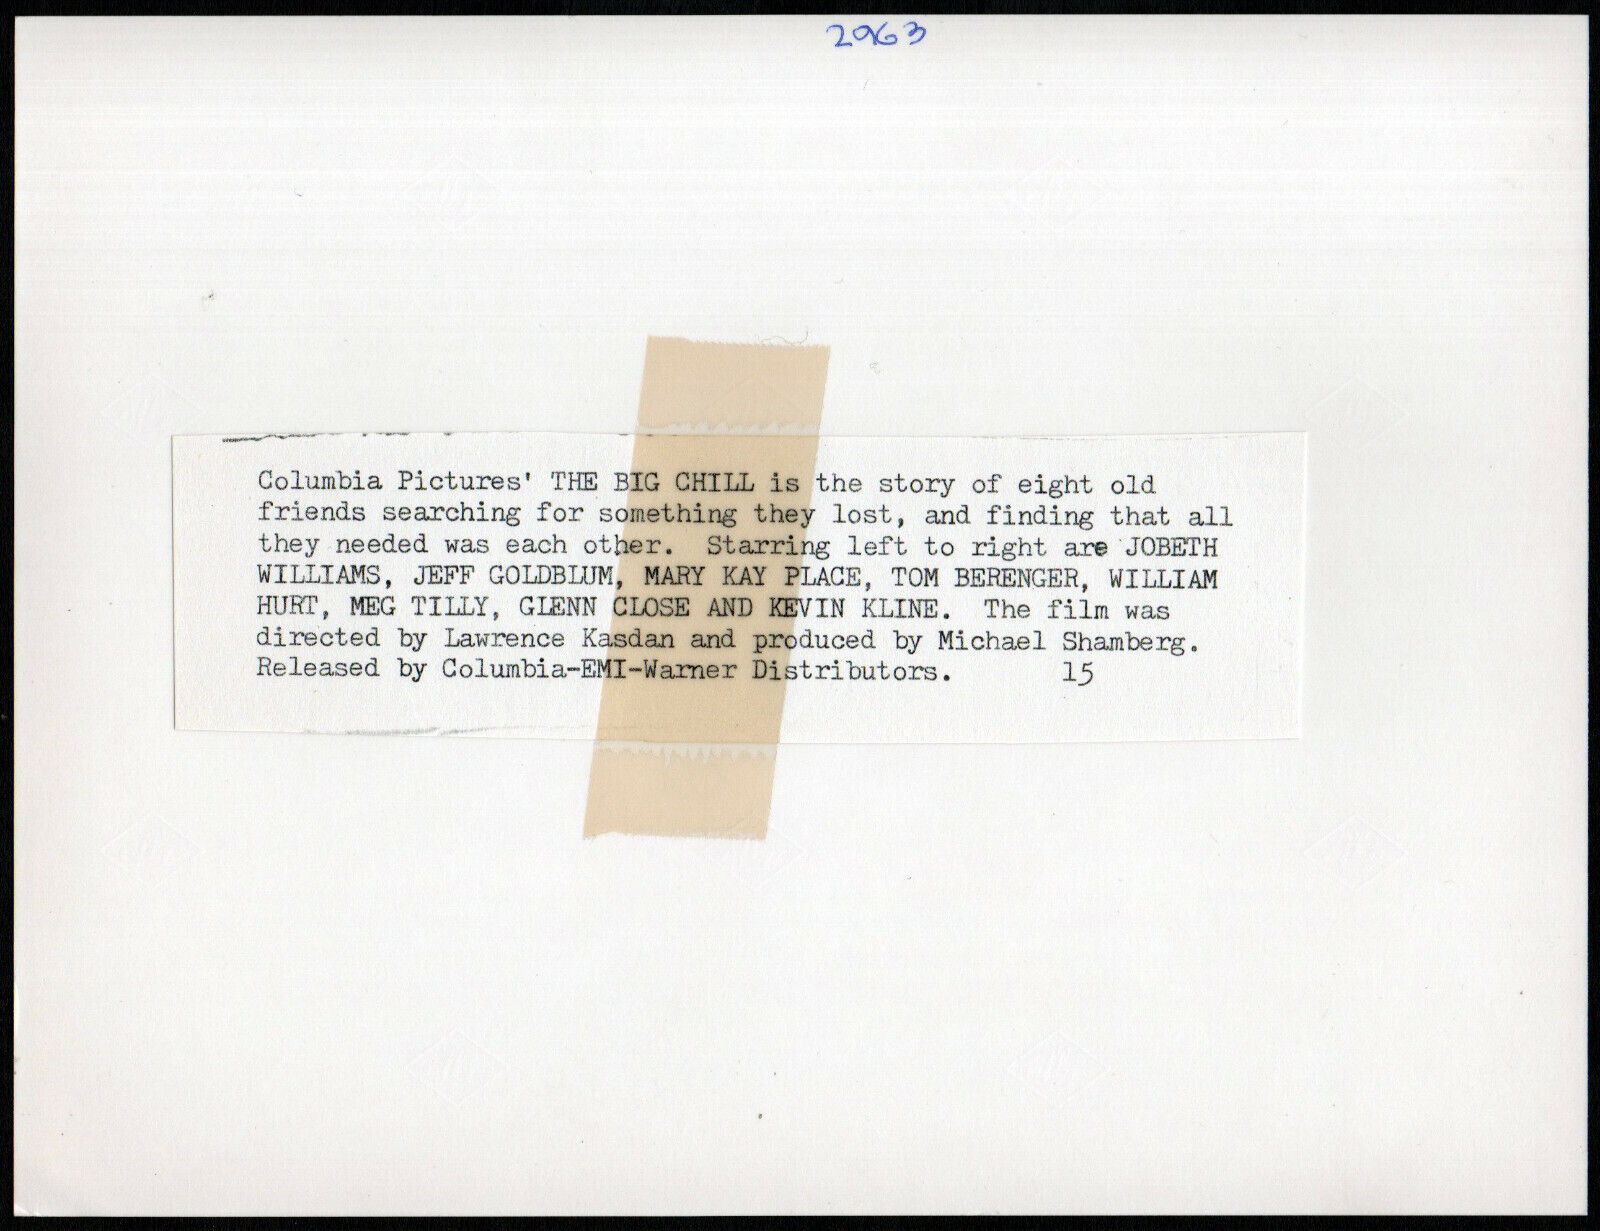 2963
Columbia Pictures' THE BIG CHILL is the story of eight old
friends searching for something they lost, and finding that all
they needed was each other.  Starring left to right are JOBETH
WILLIAMS, JEFF GOLDBLUM, MARY KAY PLACE, TOM BERENGER, WILLIAM
HURT, MEG TILLY, GLENN CLOSE AND KEVIN KLINE.  The film was
directed by Lawrence Kasdan and produced by Michael Shamberg.
Released by Columbia-EMI-Warner Distributors.    15